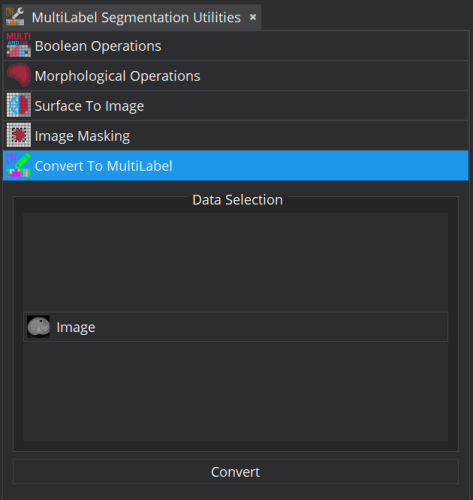 MultiLabel Segmentation Utilities ×
MULTI
AND
Boolean Operations
Morphological Operations
Surface To Image
Image Masking
Convert To MultiLabel
Data Selection
Image
Convert